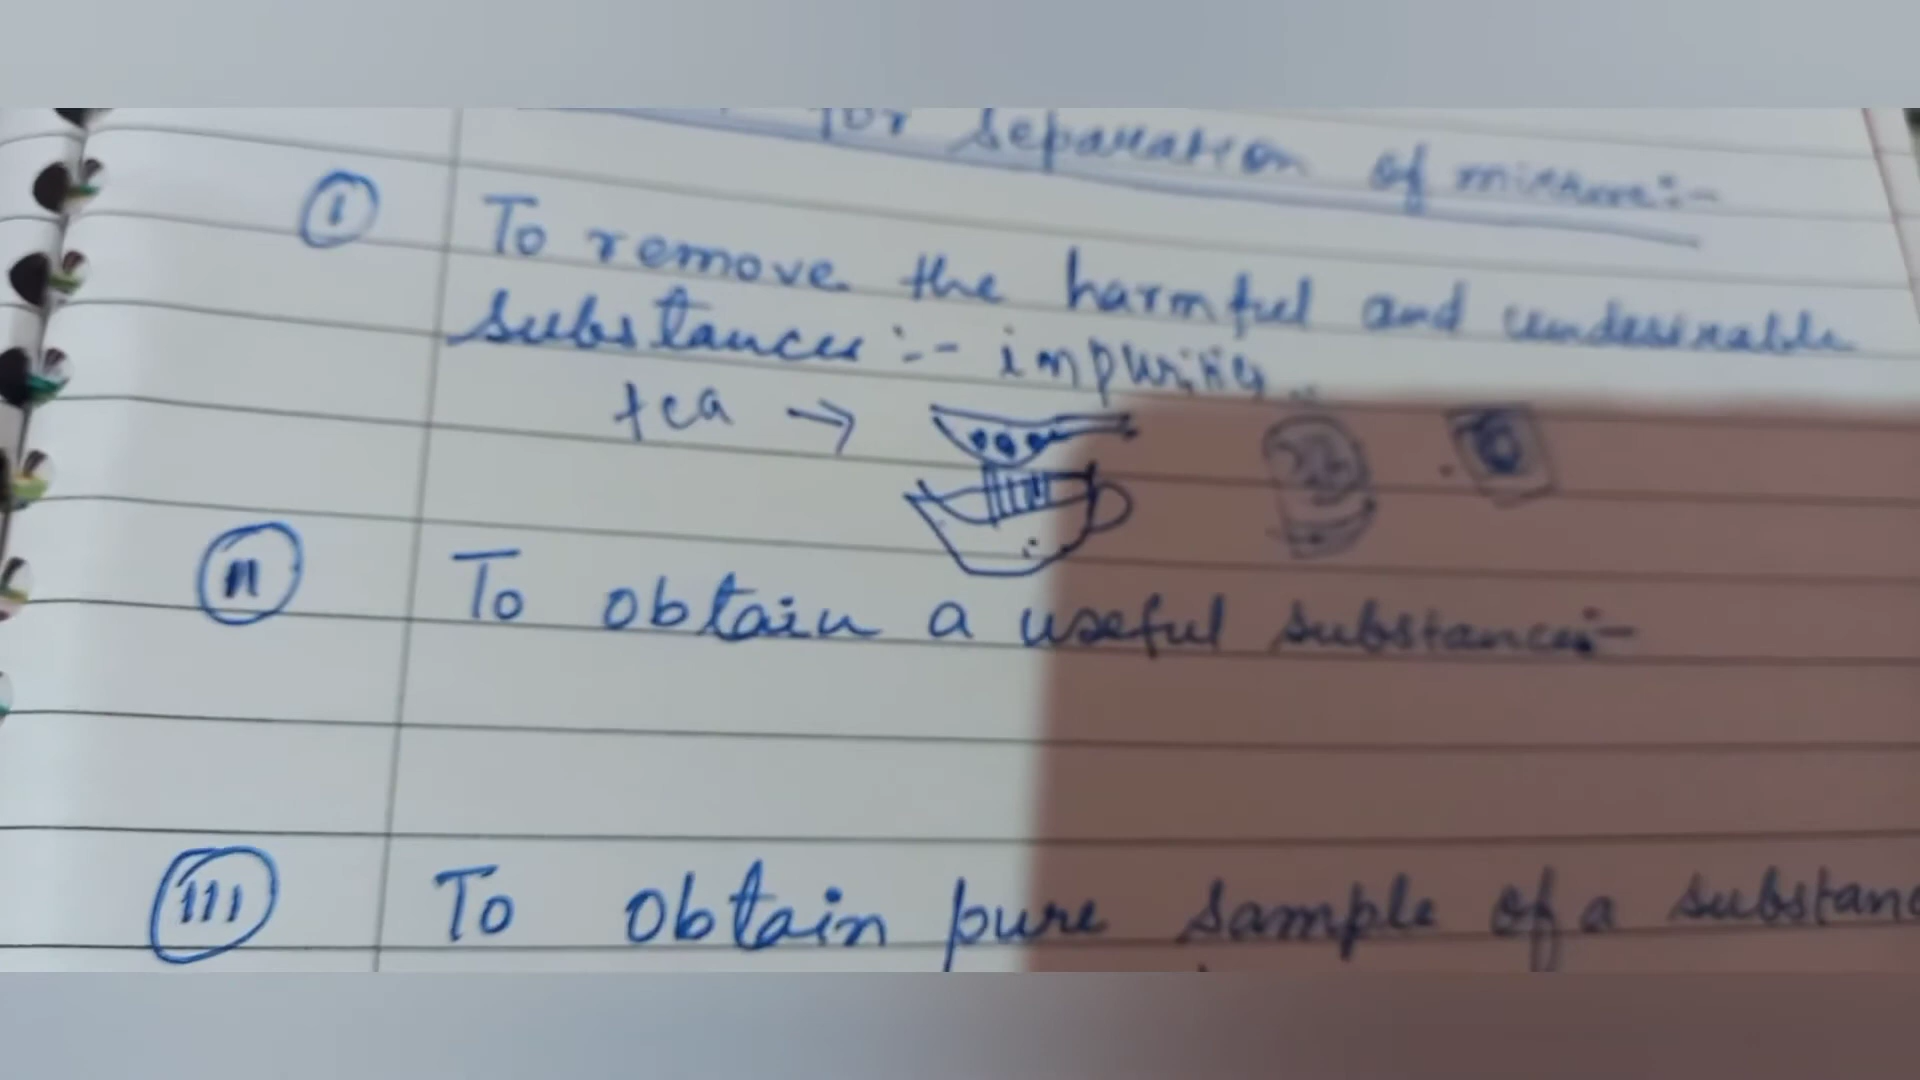 for separation of mixture:-
(i) To remove the harmful and undesirable
substances :- impurity.
tea →
(ii) To obtain a useful substance:-
(iii) To obtain pure sample of a